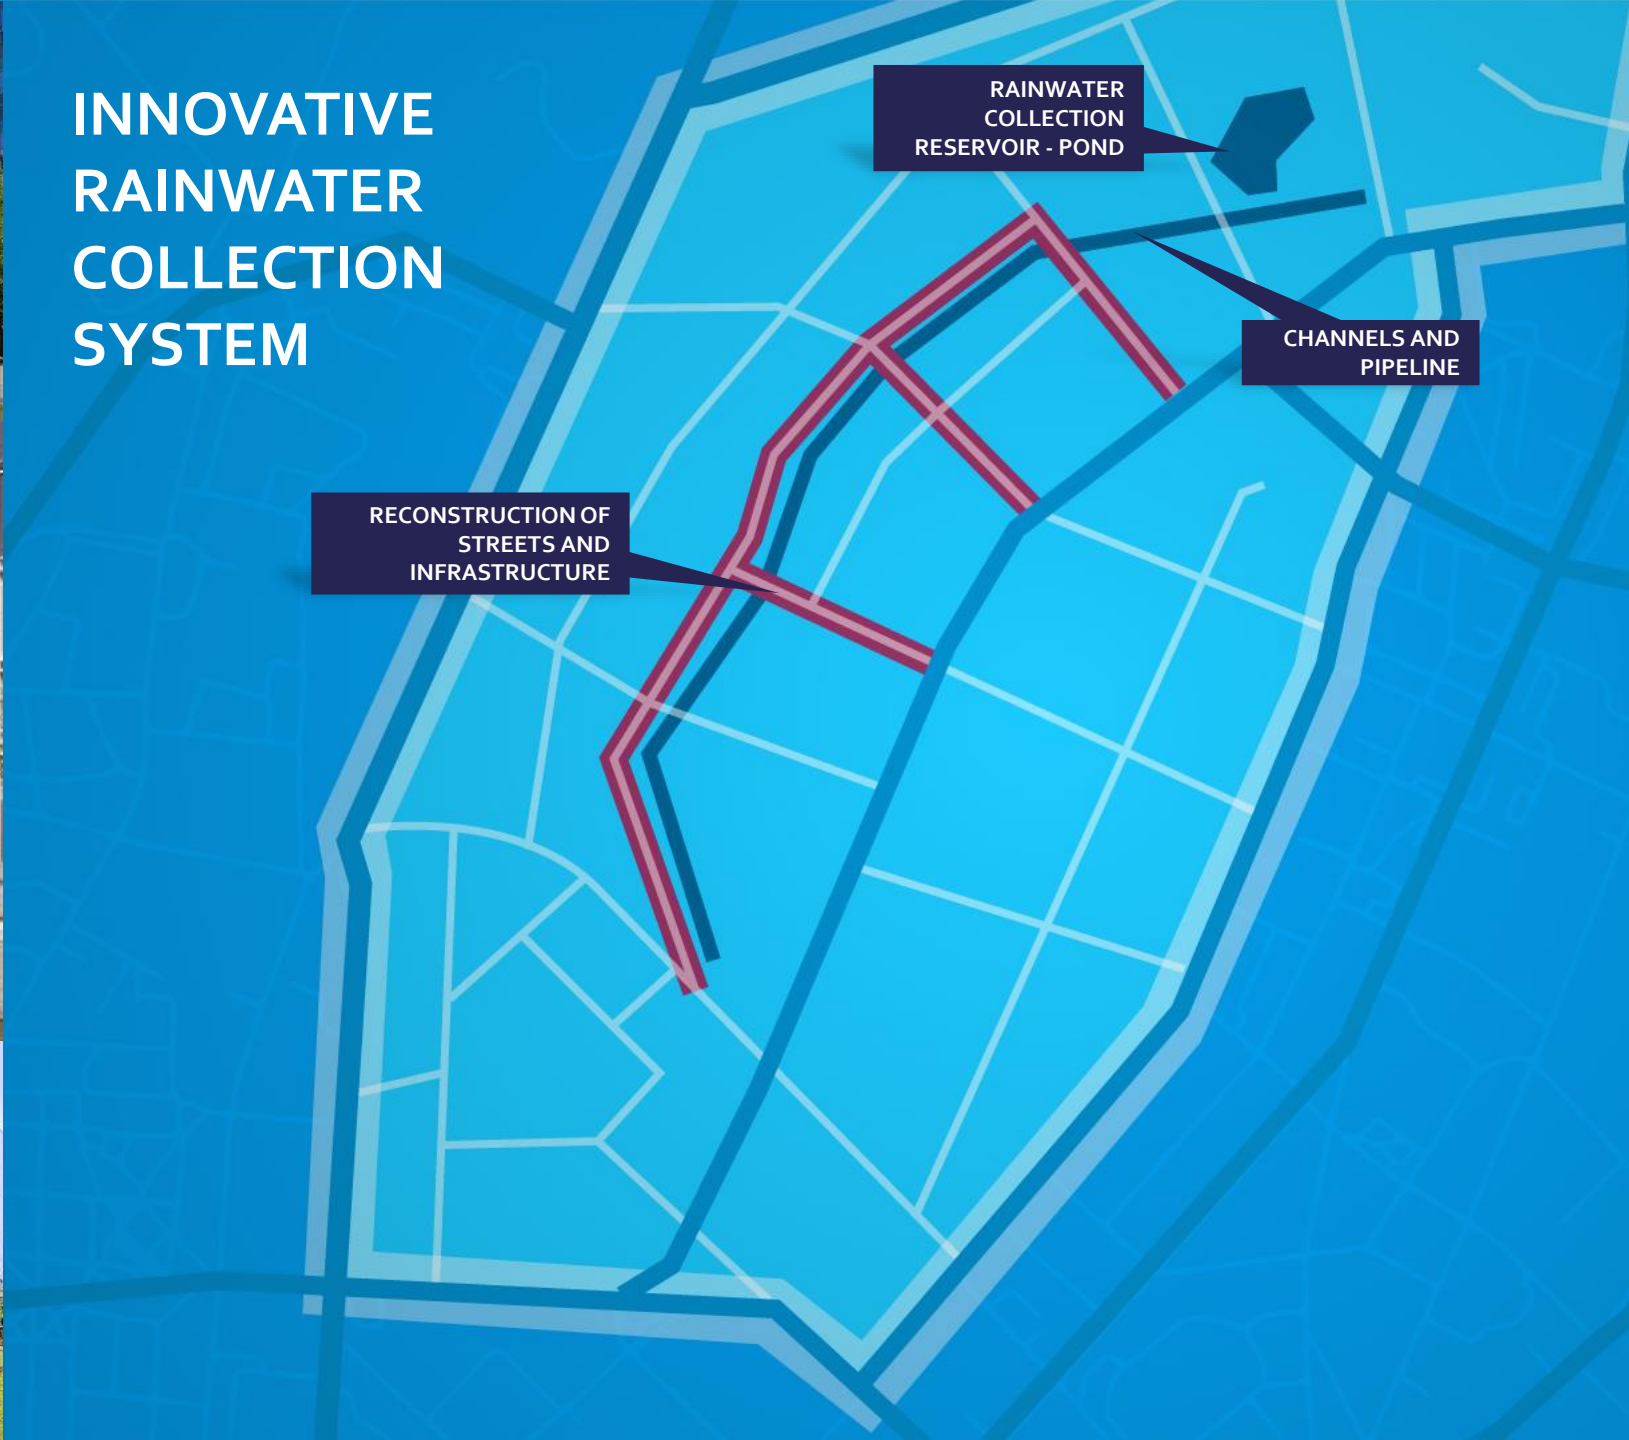 INNOVATIVE
RAINWATER
COLLECTION
SYSTEM
RAINWATER
COLLECTION
RESERVOIR - POND
CHANNELS AND
PIPELINE
RECONSTRUCTION OF
STREETS AND
INFRASTRUCTURE